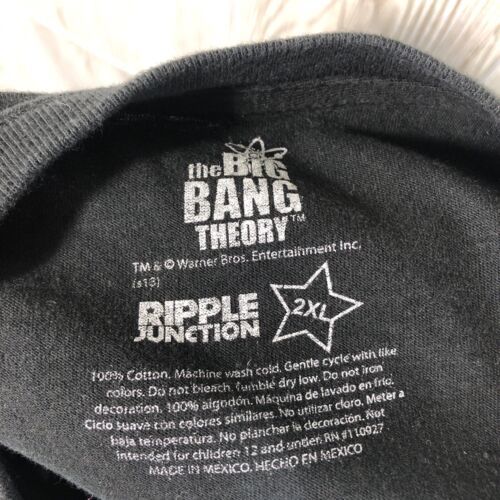 the BIG
BANG
THEORY™
TM & © Warner Bros. Entertainment Inc.
(s13)
RIPPLE
JUNCTION
2XL
100% Cotton. Machine wash cold. Gentle cycle with like
colors. Do not bleach, tumble dry low. Do not iron
decoration. 100% algodón. Máquina de lavado en frio.
Ciclo suave con colores similares. No utilizar cloro. Meter a
baja temperatura. No planchar la decoración. Not
intended for children 12 and under. RN #110927
MADE IN MEXICO. HECHO EN MEXICO